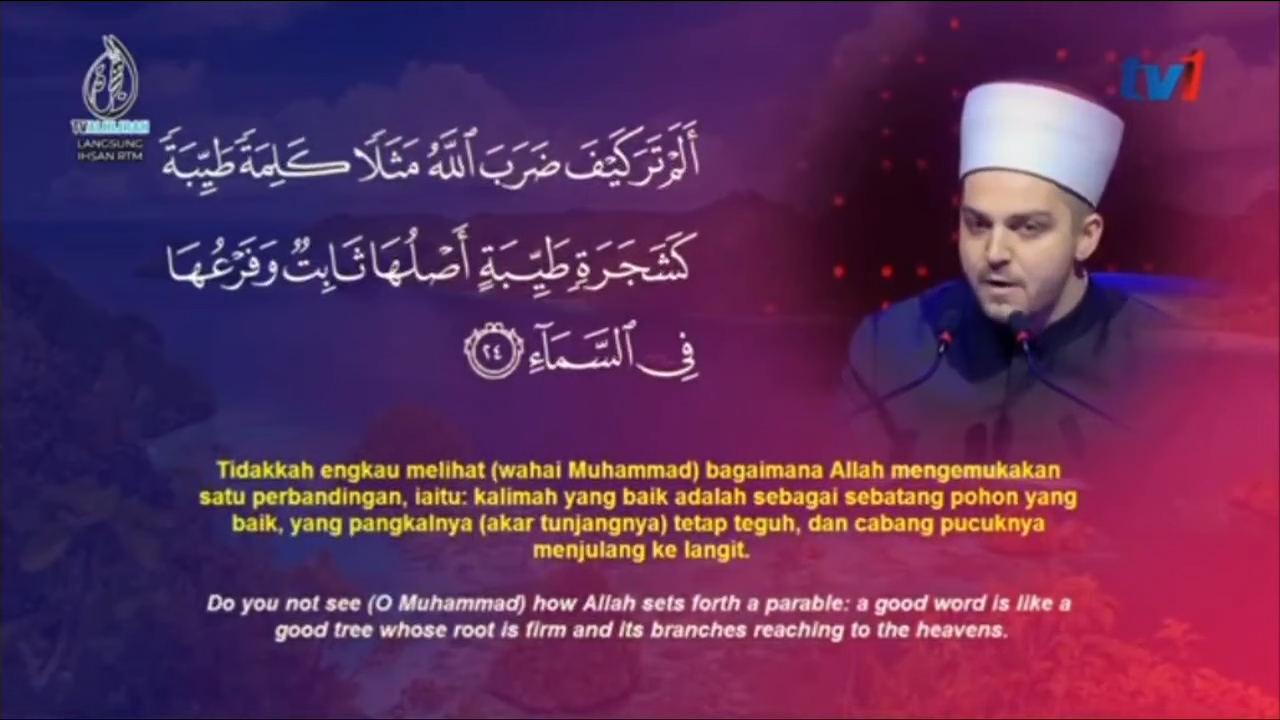 TV ALHIJRAH
LANGSUNG
IHSAN RTM
tv1
أَلَمْ تَرَ كَيْفَ ضَرَبَ ٱللَّهُ مَثَلًا كَلِمَةً طَيِّبَةً
كَشَجَرَةٍ طَيِّبَةٍ أَصْلُهَا ثَابِتٌ وَفَرْعُهَا
فِى ٱلسَّمَآءِ ٢٤
Tidakkah engkau melihat (wahai Muhammad) bagaimana Allah mengemukakan
satu perbandingan, iaitu: kalimah yang baik adalah sebagai sebatang pohon yang
baik, yang pangkalnya (akar tunjangnya) tetap teguh, dan cabang pucuknya
menjulang ke langit.
Do you not see (O Muhammad) how Allah sets forth a parable: a good word is like a
good tree whose root is firm and its branches reaching to the heavens.